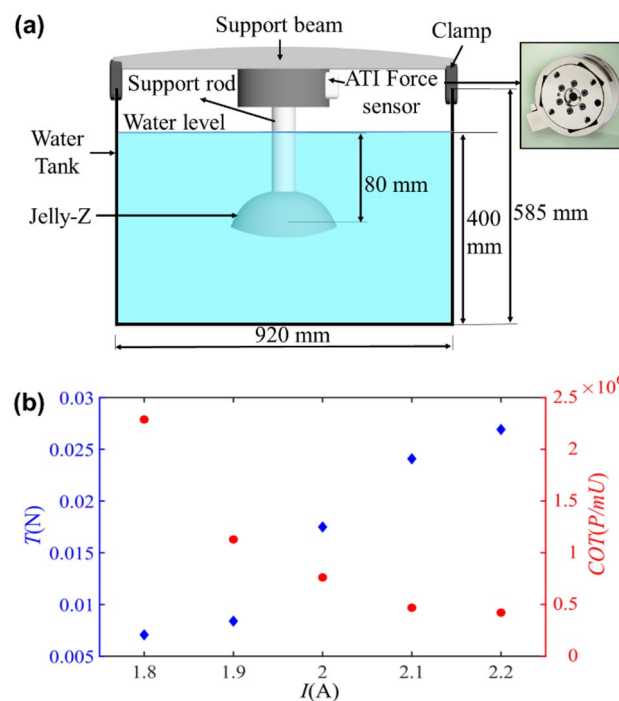 (a)
Support beam
Clamp
Support rod
ATI Force
sensor
Water level
Water
Tank
80 mm
Jelly-Z
400
mm
585 mm
920 mm
(b)
0.03
0.025
0.02
0.015
0.01
0.005
T(N)
2.5 ×10⁶
2
1.5
1
0.5
0
COT(P/mU)
1.8 1.9 2 2.1 2.2
I(A)